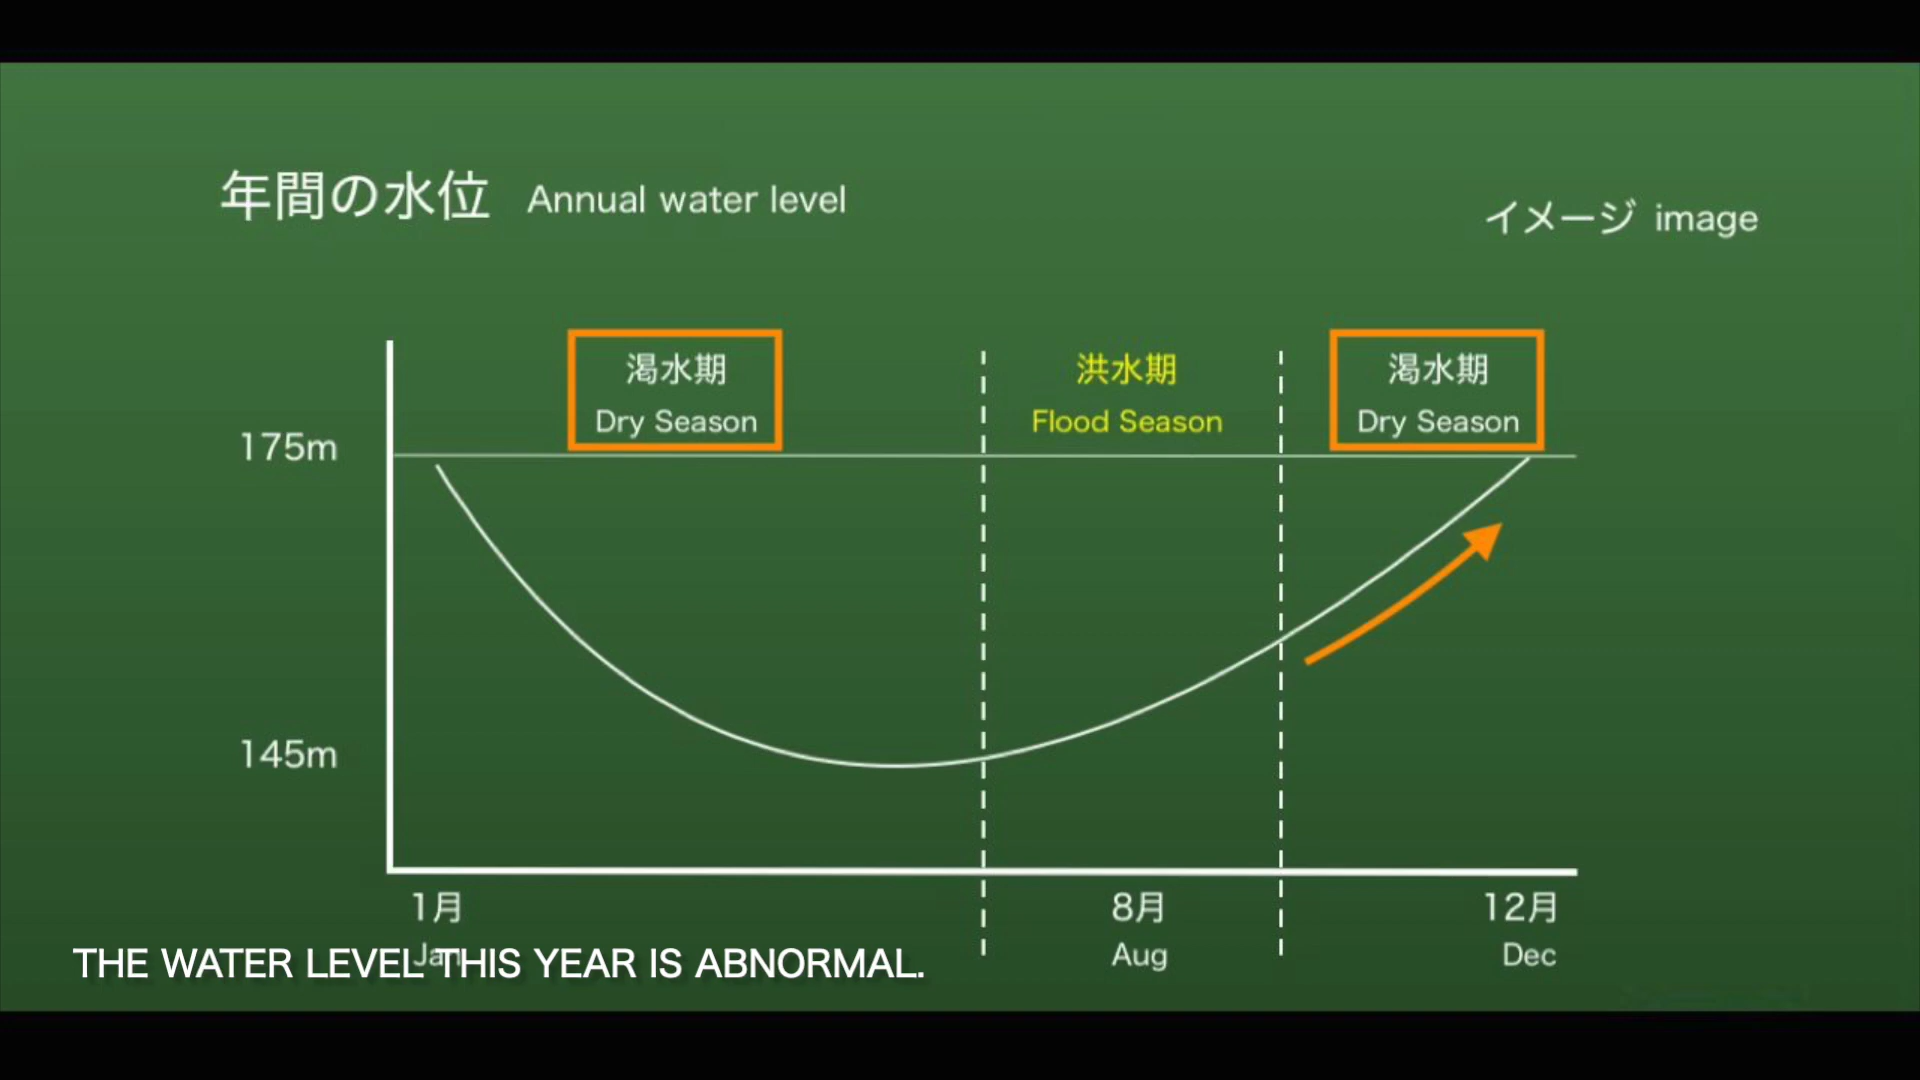 年間の水位 Annual water level
イメージ image
渇水期
Dry Season
洪水期
Flood Season
渇水期
Dry Season
175m
145m
1月
Jan
8月
Aug
12月
Dec
THE WATER LEVEL THIS YEAR IS ABNORMAL.